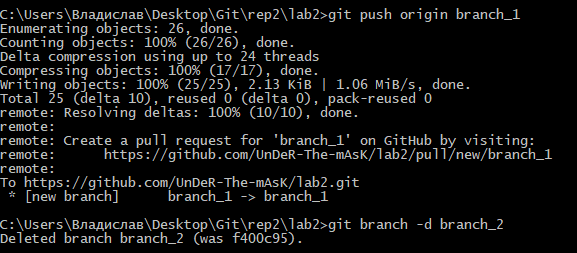 C:\Users\Владислав\Desktop\Git\rep2\lab2>git push origin branch_1
Enumerating objects: 26, done.
Counting objects: 100% (26/26), done.
Delta compression using up to 24 threads
Compressing objects: 100% (17/17), done.
Writing objects: 100% (25/25), 2.13 KiB | 1.06 MiB/s, done.
Total 25 (delta 10), reused 0 (delta 0), pack-reused 0
remote: Resolving deltas: 100% (10/10), done.
remote:
remote: Create a pull request for 'branch_1' on GitHub by visiting:
remote:      https://github.com/UnDeR-The-mAsK/lab2/pull/new/branch_1
remote:
To https://github.com/UnDeR-The-mAsK/lab2.git
 * [new branch]      branch_1 -> branch_1
C:\Users\Владислав\Desktop\Git\rep2\lab2>git branch -d branch_2
Deleted branch branch_2 (was f400c95).